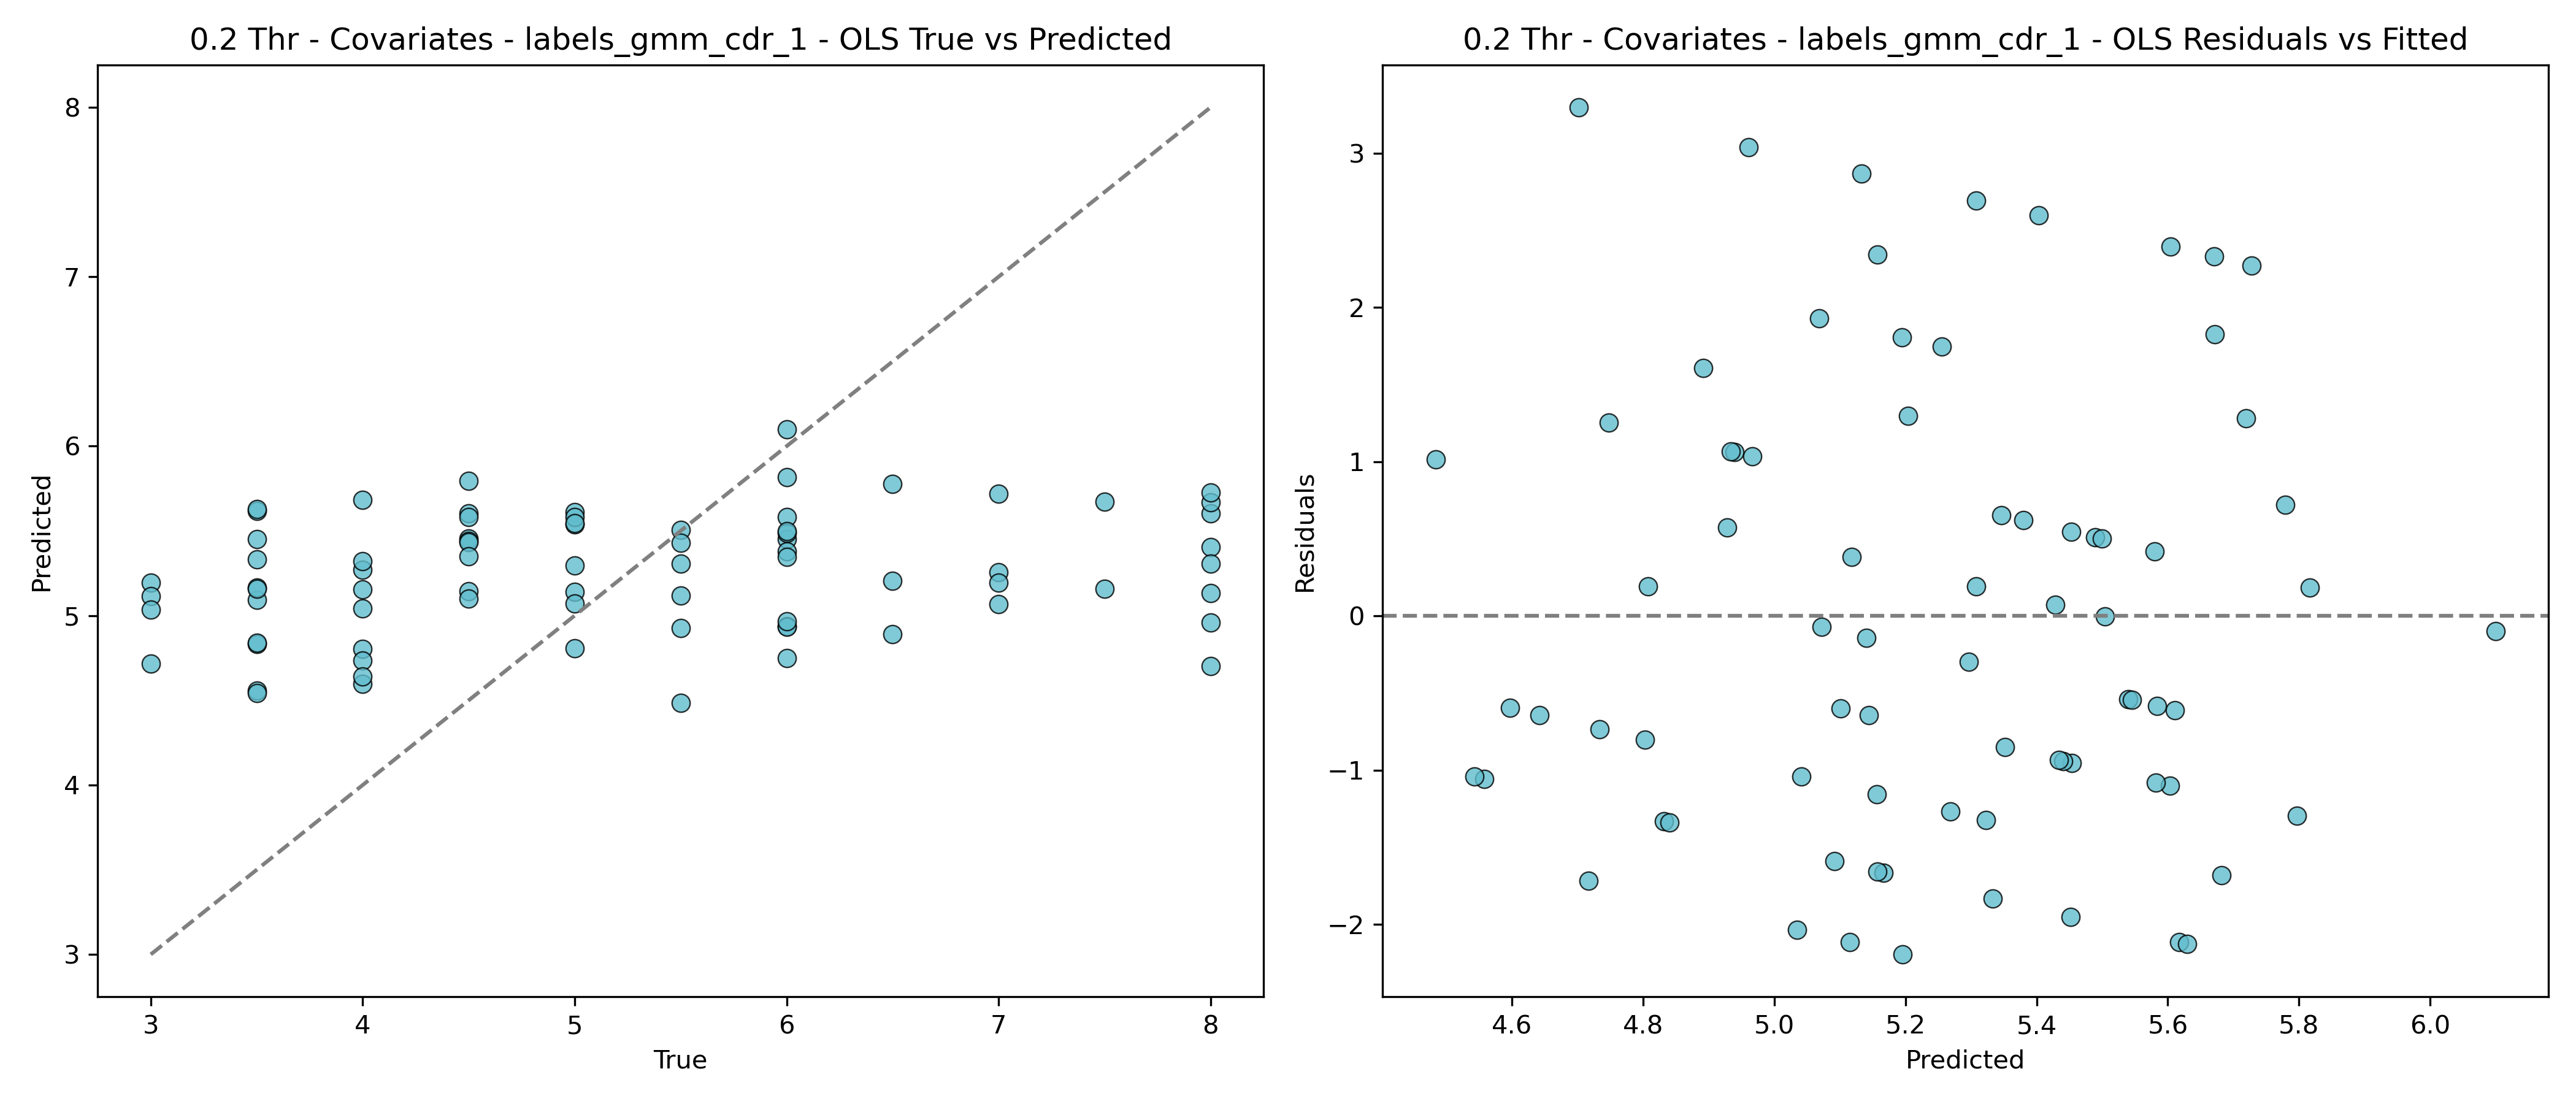 0.2 Thr - Covariates - labels_gmm_cdr_1 - OLS True vs Predicted
8
7
6
5
4
3
Predicted
3 4 5 6 7 8
True
0.2 Thr - Covariates - labels_gmm_cdr_1 - OLS Residuals vs Fitted
3
2
1
0
−1
−2
Residuals
4.6 4.8 5.0 5.2 5.4 5.6 5.8 6.0
Predicted